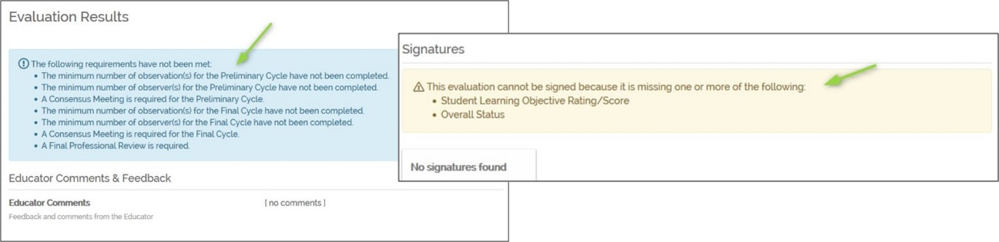 Evaluation Results
The following requirements have not been met:
• The minimum number of observation(s) for the Preliminary Cycle have not been completed.
• The minimum number of observer(s) for the Preliminary Cycle have not been completed.
• A Consensus Meeting is required for the Preliminary Cycle.
• The minimum number of observation(s) for the Final Cycle have not been completed.
• The minimum number of observer(s) for the Final Cycle have not been completed.
• A Consensus Meeting is required for the Final Cycle.
• A Final Professional Review is required.
Educator Comments & Feedback
Educator Comments [ no comments ]
Feedback and comments from the Educator
Signatures
This evaluation cannot be signed because it is missing one or more of the following:
• Student Learning Objective Rating/Score
• Overall Status
No signatures found